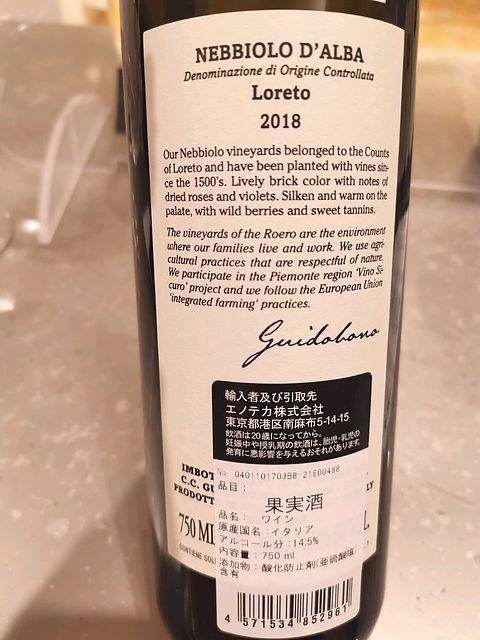 NEBBIOLO D'ALBA
Denominazione di Origine Controllata
Loreto
2018
Our Nebbiolo vineyards belonged to the Counts
of Loreto and have been planted with vines sin-
ce the 1500's. Lively brick color with notes of
dried roses and violets. Silken and warm on the
palate, with wild berries and sweet tannins.
The vineyards of the Roero are the environment
where our families live and work. We use agri-
cultural practices that are respectful of nature.
We participate in the Piemonte region 'Vino Si-
curo' project and we follow the European Union
'integrated farming' practices.
Guidobono
輸入者及び引取先
エノテカ株式会社
東京都港区南麻布5-14-15
飲酒は20歳になってから。
妊娠中や授乳期の飲酒は、胎児・乳児の
発育に悪影響を与えるおそれがあります。
IMBOT
C.C. GU
PRODOTT
LY
750 ML
CONTIENE SOL
No. 0401101703B8 21E00498
品目：
果実酒
品名： ワイン
原産国名：イタリア
アルコール分：14.5%
内容量：750 ml
添加物：酸化防止剤(亜硫酸塩)
含有
4 571534 852961